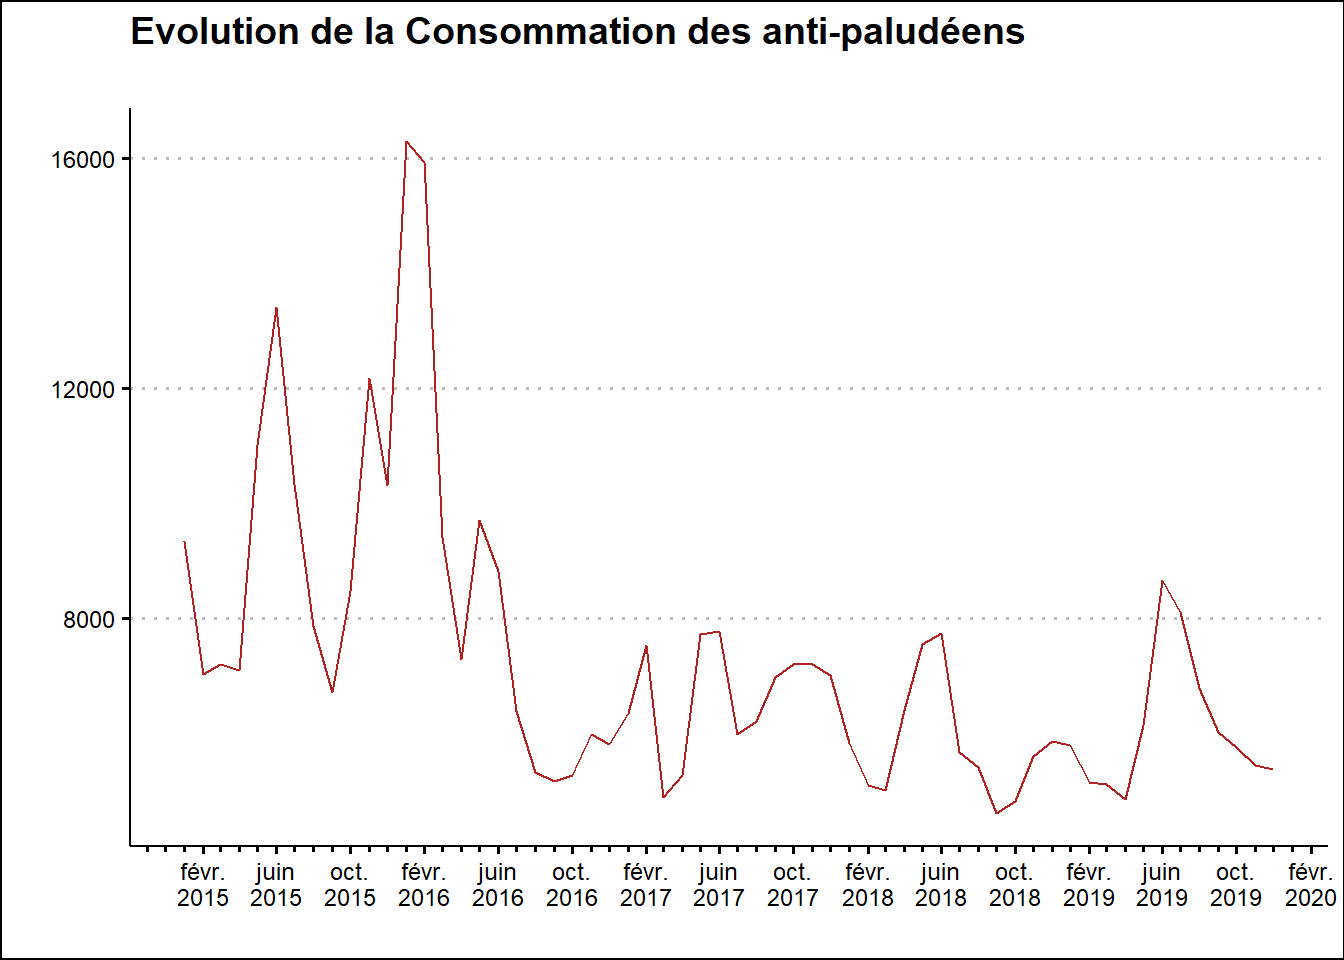 Evolution de la Consommation des anti-paludéens
16000
12000
8000
févr. juin oct. févr. juin oct. févr. juin oct. févr. juin oct. févr. juin oct. févr.
2015 2015 2015 2016 2016 2016 2017 2017 2017 2018 2018 2018 2019 2019 2019 2020